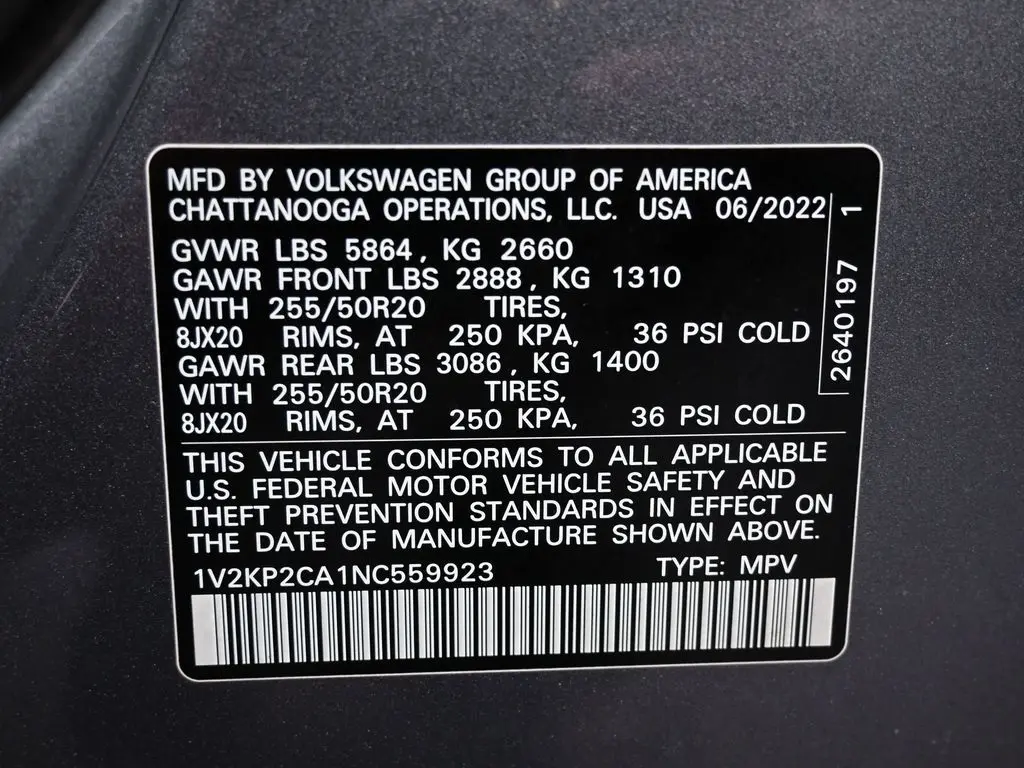 MFD BY VOLKSWAGEN GROUP OF AMERICA
CHATTANOOGA OPERATIONS, LLC. USA 06/2022
GVWR LBS 5864, KG 2660
GAWR FRONT LBS 2888, KG 1310
WITH 255/50R20 TIRES,
8JX20 RIMS, AT 250 KPA, 36 PSI COLD
GAWR REAR LBS 3086, KG 1400
WITH 255/50R20 TIRES,
8JX20 RIMS, AT 250 KPA, 36 PSI COLD
2640197 1
THIS VEHICLE CONFORMS TO ALL APPLICABLE
U.S. FEDERAL MOTOR VEHICLE SAFETY AND
THEFT PREVENTION STANDARDS IN EFFECT ON
THE DATE OF MANUFACTURE SHOWN ABOVE.
1V2KP2CA1NC559923 TYPE: MPV